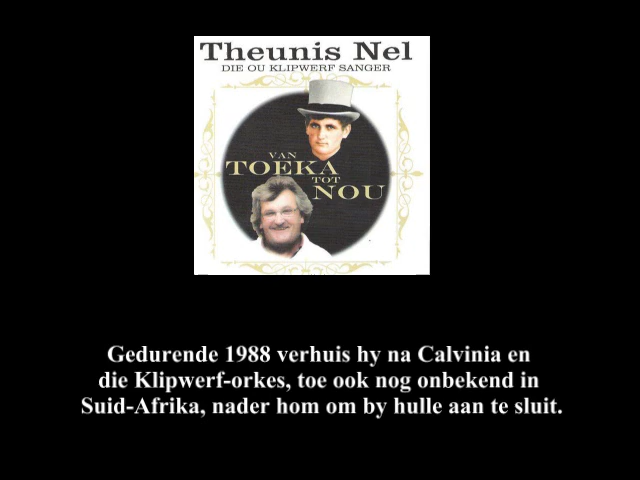 Theunis Nel
DIE OU KLIPWERF SANGER
VAN
TOEKA
TOT
NOU
Gedurende 1988 verhuis hy na Calvinia en
die Klipwerf-orkes, toe ook nog onbekend in
Suid-Afrika, nader hom om by hulle aan te sluit.